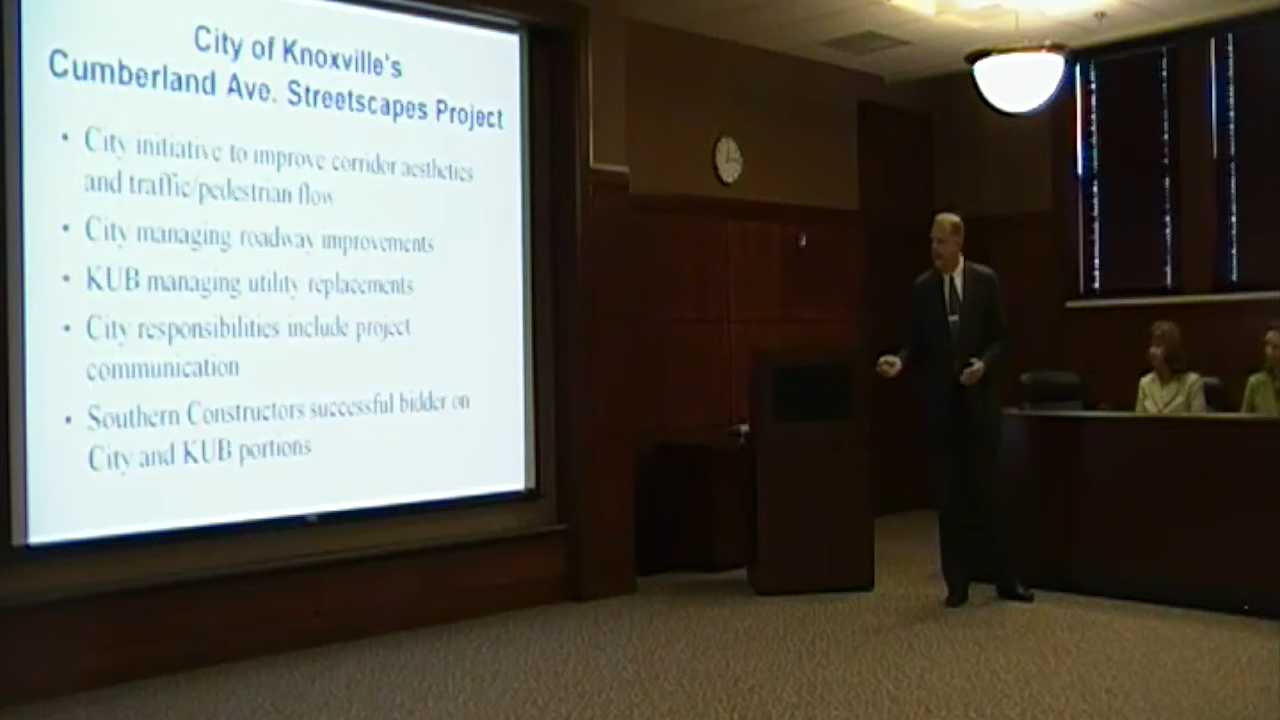 City of Knoxville's
Cumberland Ave. Streetscapes Project
• City initiative to improve corridor aesthetics
and traffic/pedestrian flow
• City managing roadway improvements
• KUB managing utility replacements
• City responsibilities include project
communication
• Southern Constructors successful bidder on
City and KUB portions